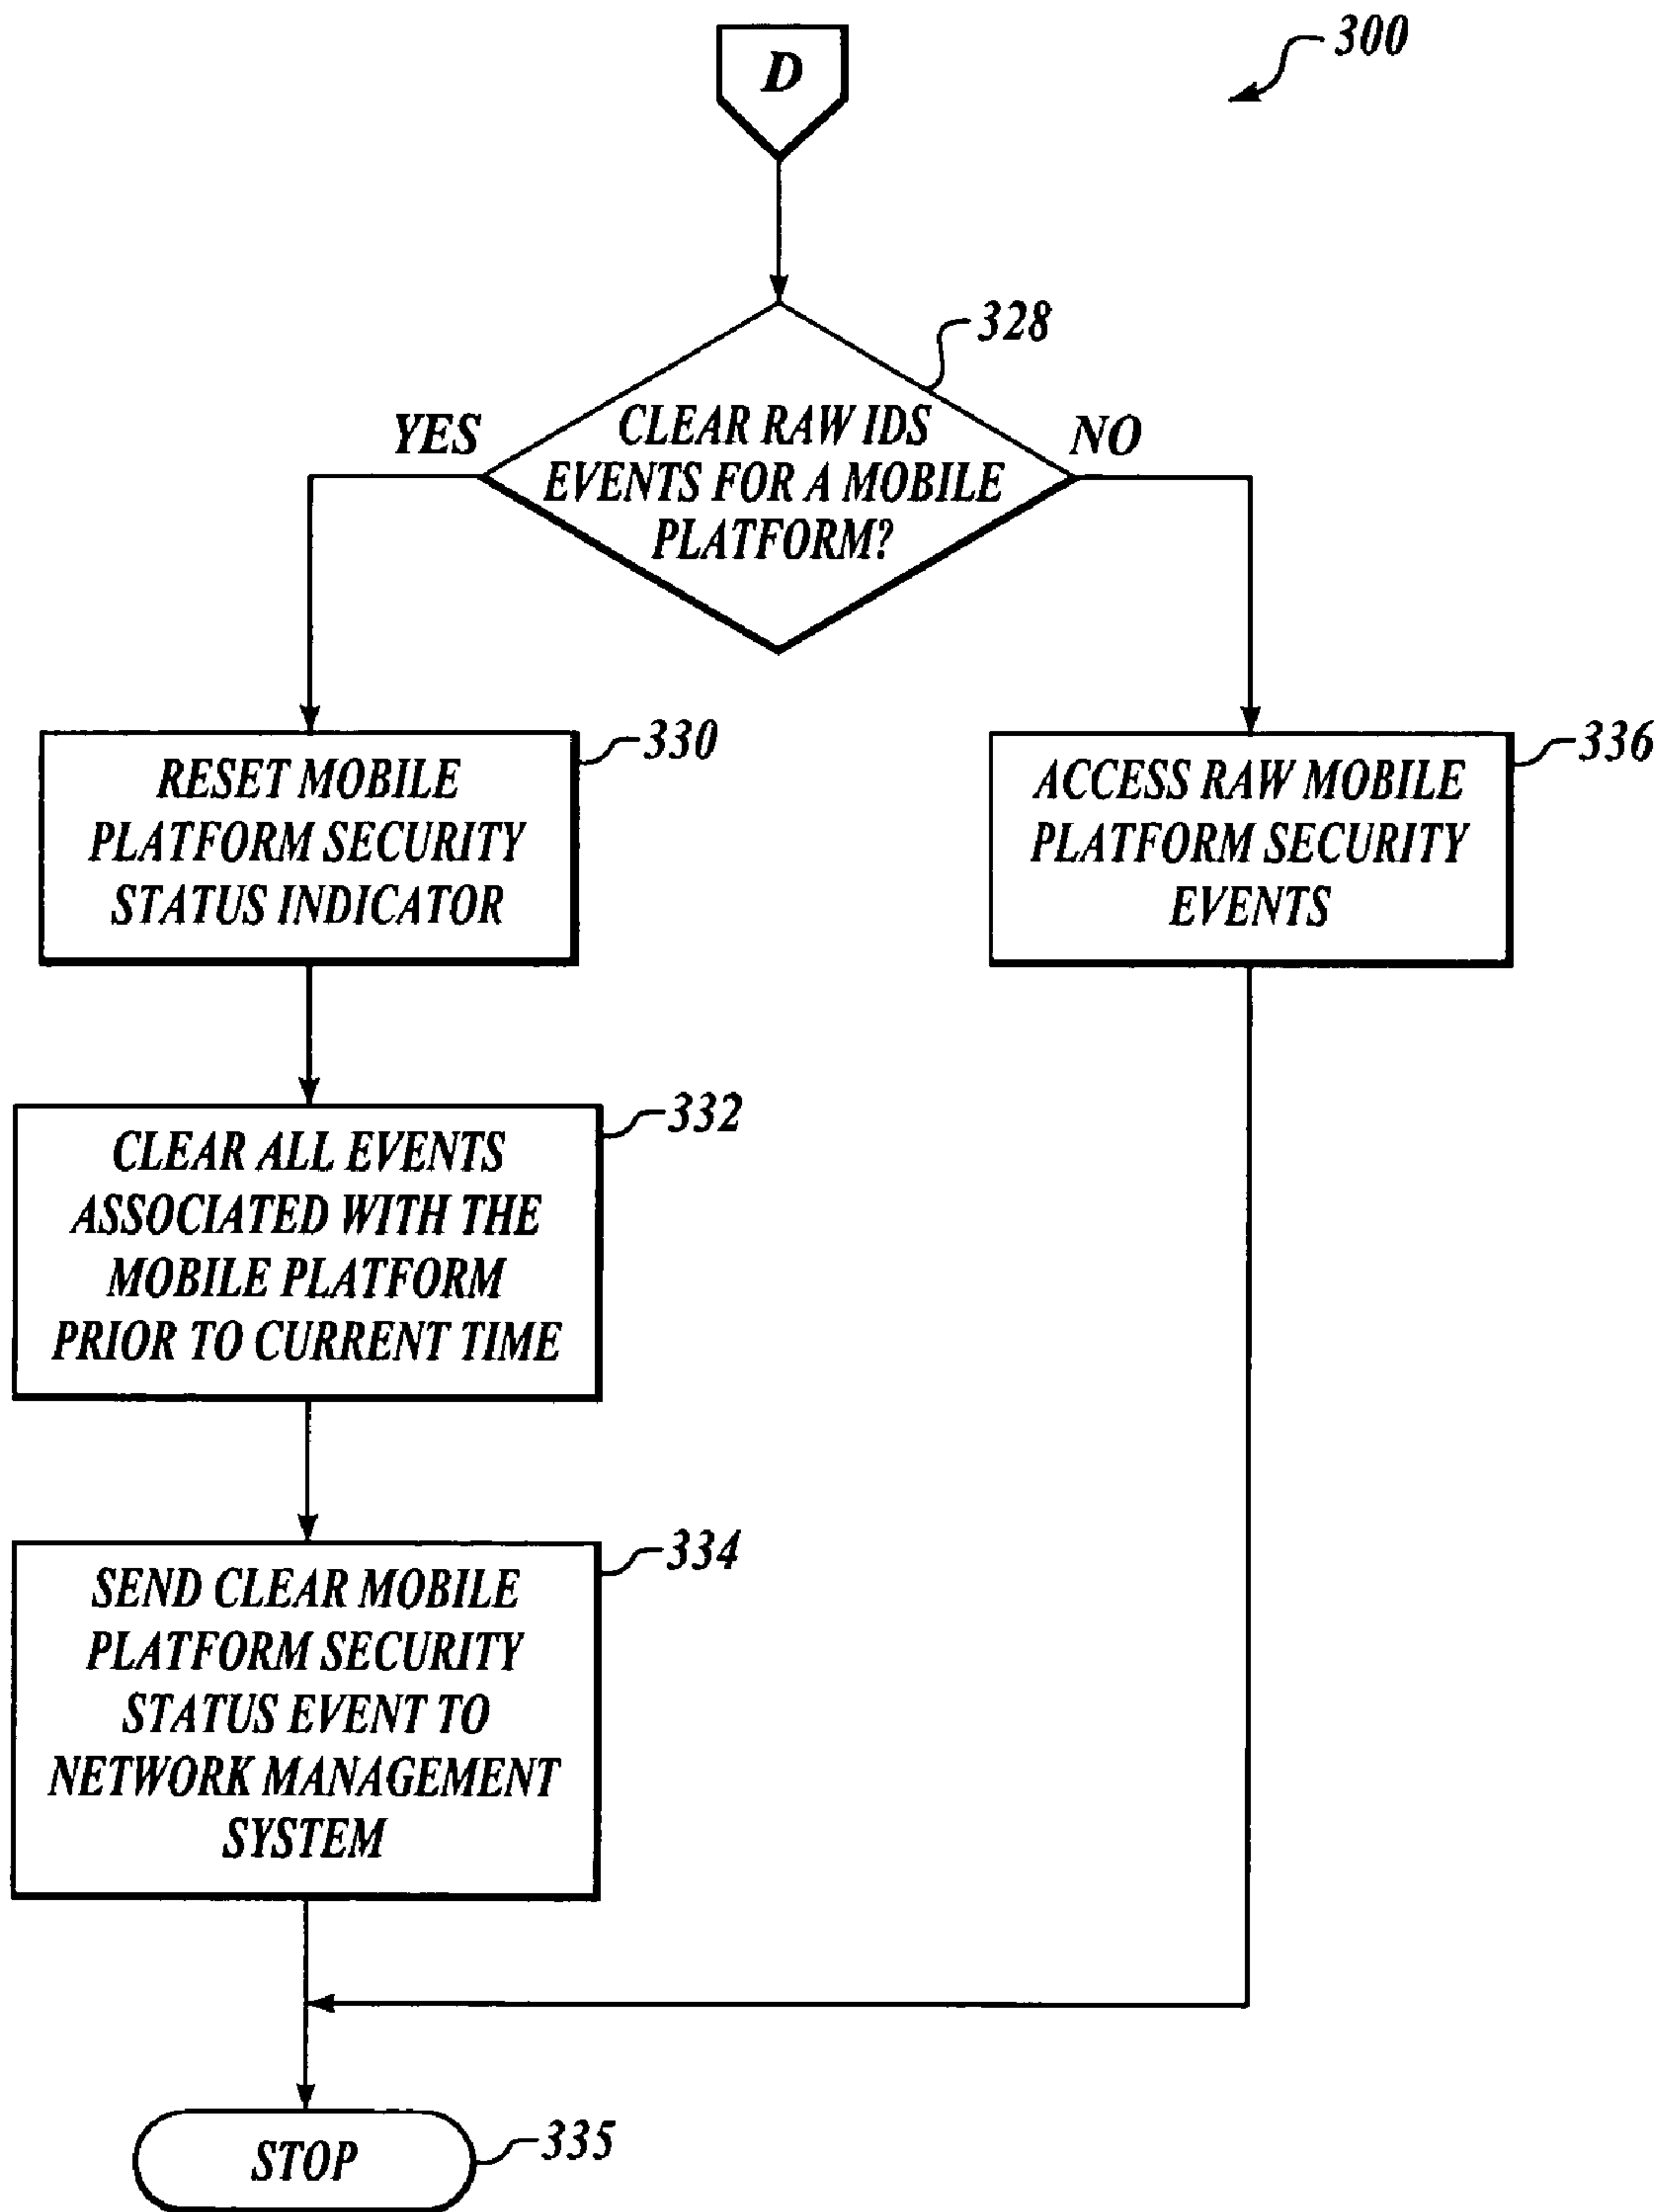 D
300
328
YES
NO
CLEAR RAW IDS
EVENTS FOR A MOBILE
PLATFORM?
330
RESET MOBILE
PLATFORM SECURITY
STATUS INDICATOR
336
ACCESS RAW MOBILE
PLATFORM SECURITY
EVENTS
332
CLEAR ALL EVENTS
ASSOCIATED WITH THE
MOBILE PLATFORM
PRIOR TO CURRENT TIME
334
SEND CLEAR MOBILE
PLATFORM SECURITY
STATUS EVENT TO
NETWORK MANAGEMENT
SYSTEM
STOP
335